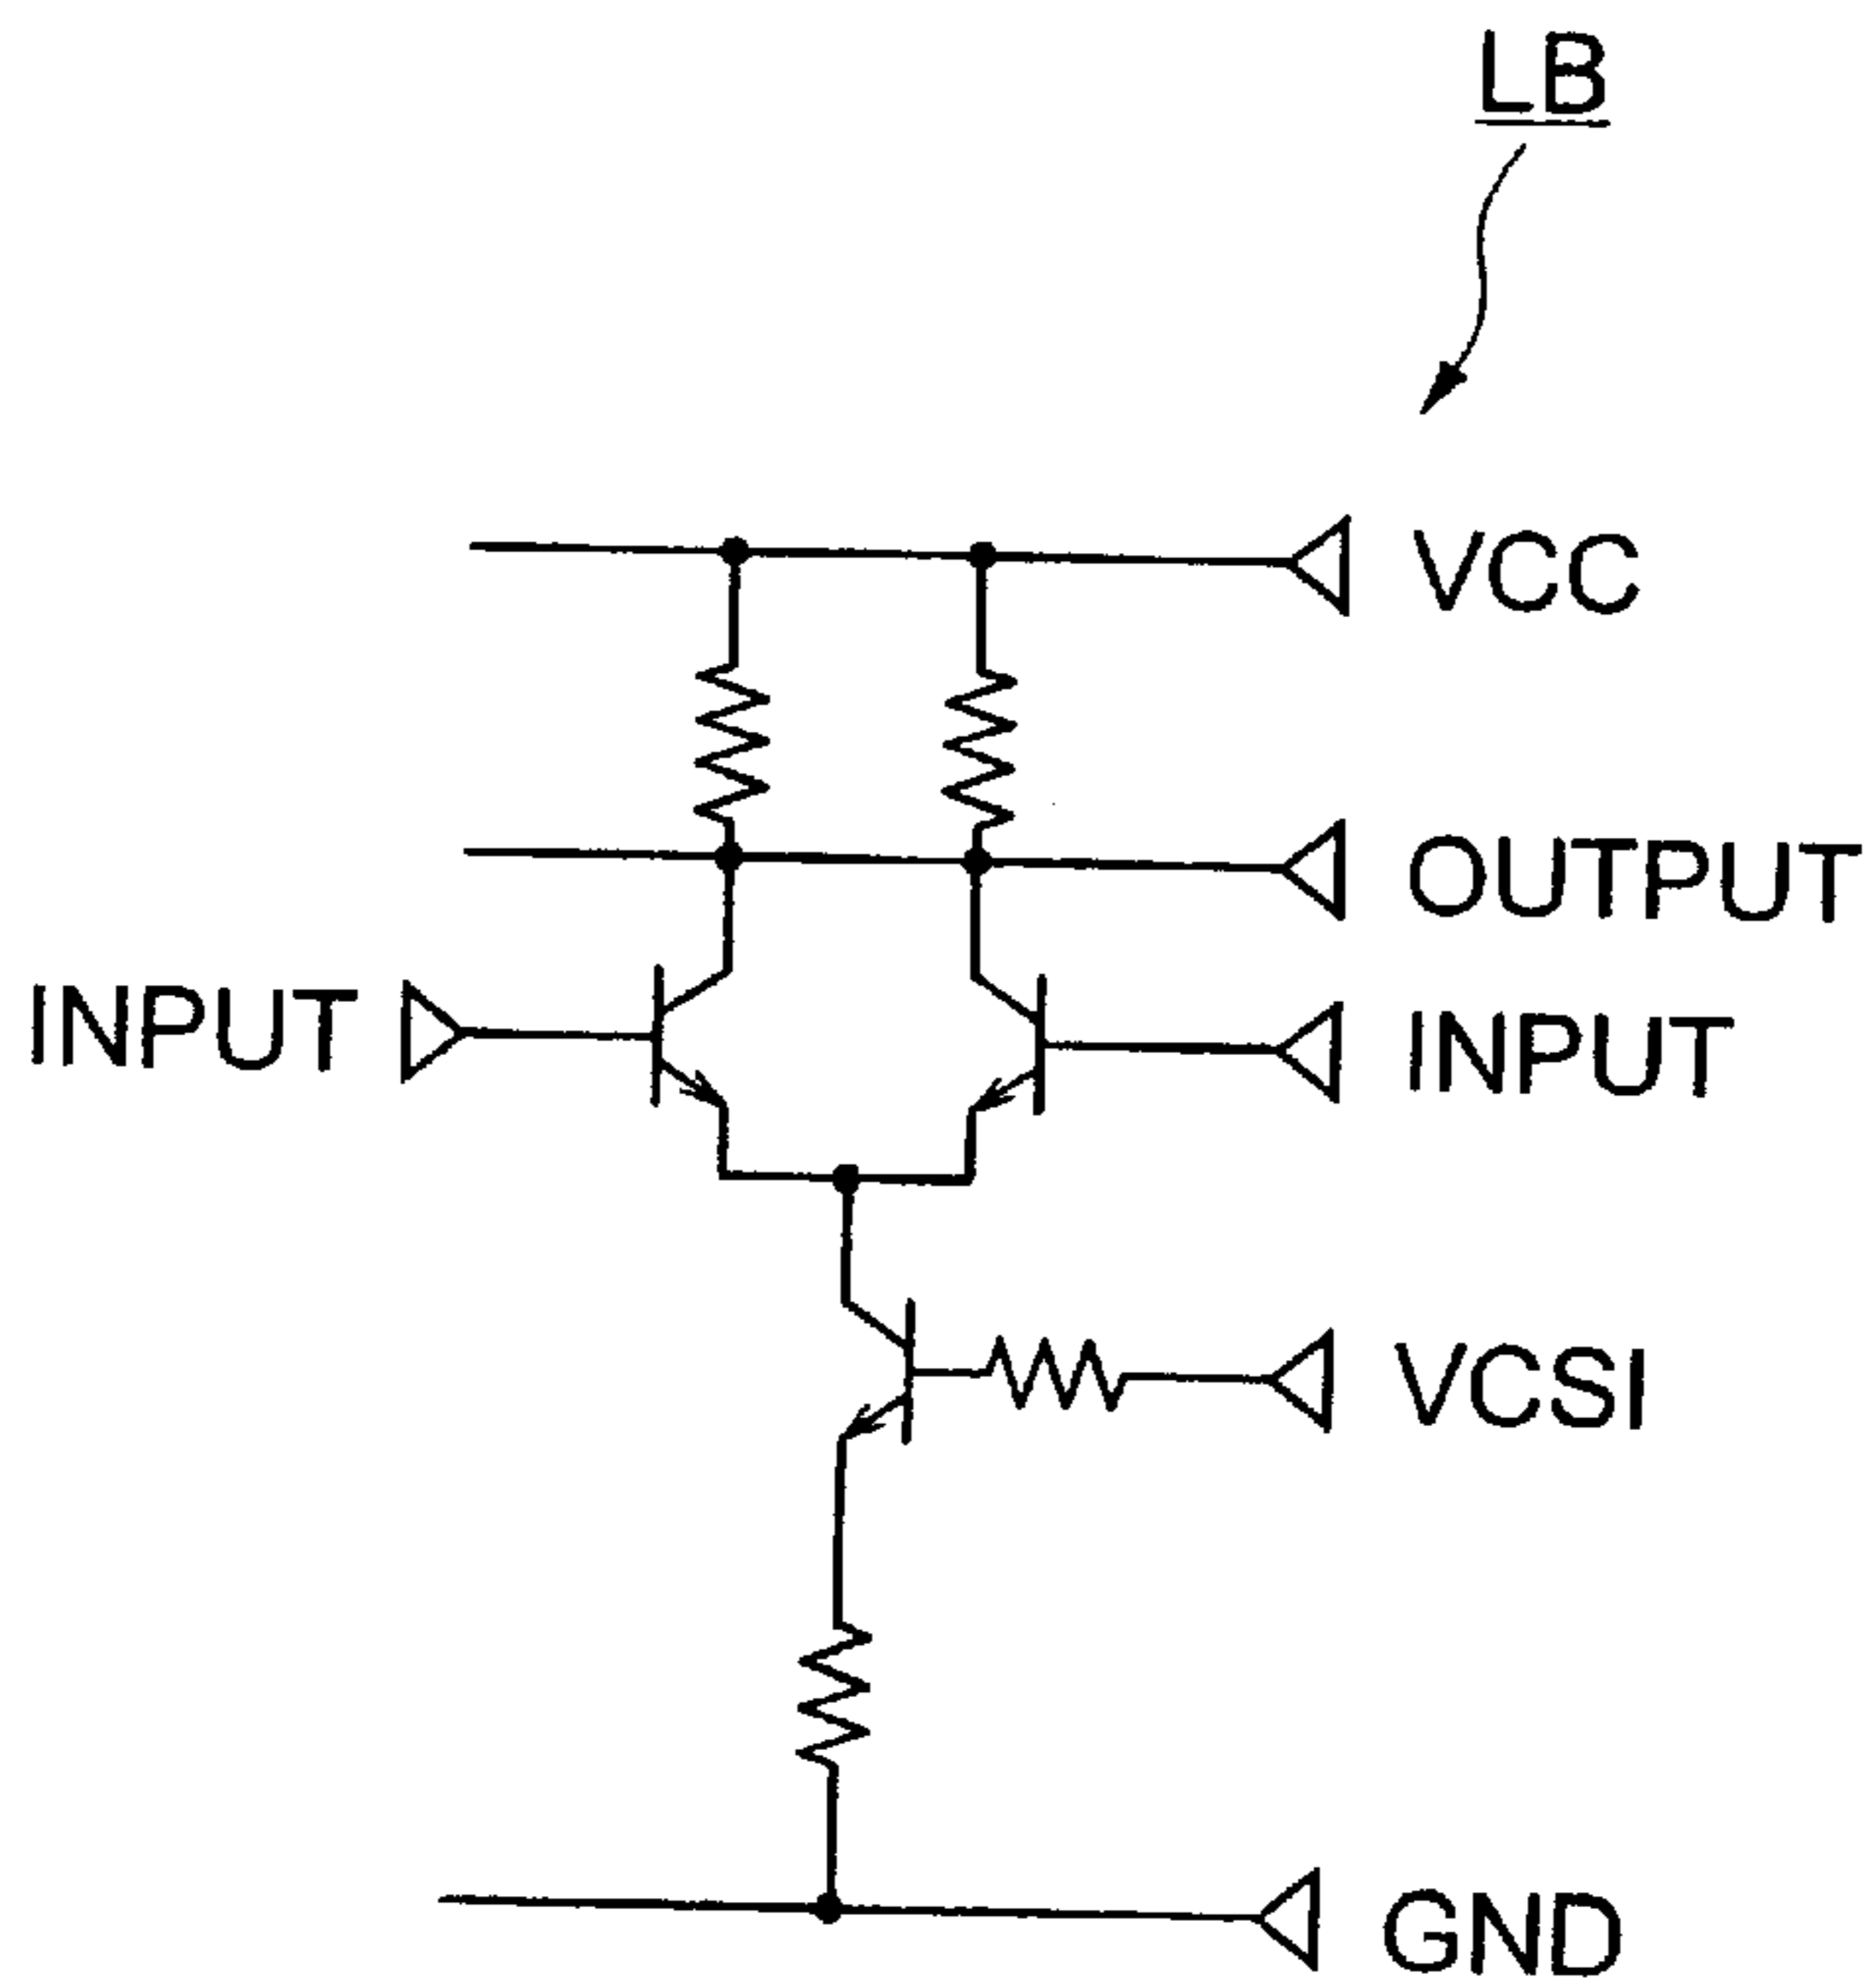 LB
VCC
OUTPUT
INPUT
INPUT
VCSI
GND